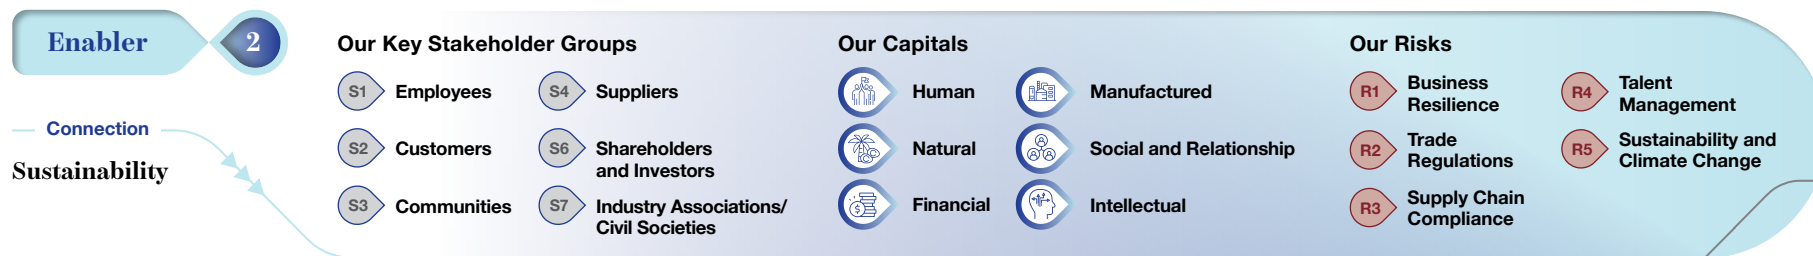 Enabler
2
Connection
Sustainability
Our Key Stakeholder Groups
S1 Employees
S2 Customers
S3 Communities
S4 Suppliers
S6 Shareholders
and Investors
S7 Industry Associations/
Civil Societies
Our Capitals
Human
Natural
Financial
Manufactured
Social and Relationship
Intellectual
Our Risks
R1 Business
Resilience
R2 Trade
Regulations
R3 Supply Chain
Compliance
R4 Talent
Management
R5 Sustainability and
Climate Change